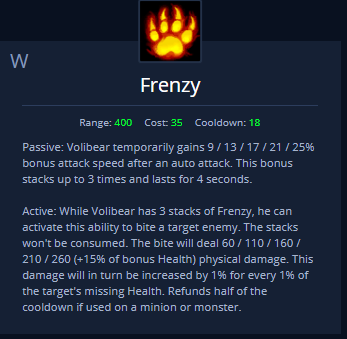 W
Frenzy
Range: 400 Cost: 35 Cooldown: 18
Passive: Volibear temporarily gains 9 / 13 / 17 / 21 / 25%
bonus attack speed after an auto attack. This bonus
stacks up to 3 times and lasts for 4 seconds.
Active: While Volibear has 3 stacks of Frenzy, he can
activate this ability to bite a target enemy. The stacks
won't be consumed. The bite will deal 60 / 110 / 160 /
210 / 260 (+15% of bonus Health) physical damage. This
damage will in turn be increased by 1% for every 1% of
the target's missing Health. Refunds half of the
cooldown if used on a minion or monster.